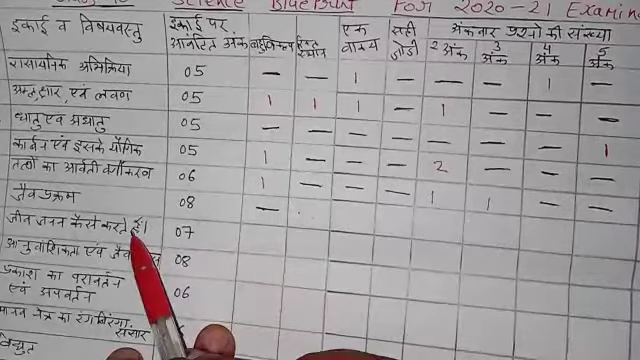 Science Blueprint For 2020-21 Examin
इकाई व विषयवस्तु इकाई पर आवंटित अंक बहुविकल्प रिक्त स्थान एक वाक्य सही जोड़ी अंकवार प्रश्नों की संख्या
2 अंक 3 अंक 4 अंक 5 अंक
रासायनिक अभिक्रिया 05 — — 1 — — — 1 —
अम्ल, क्षार, एवं लवण 05 1 1 1 — 1 — — —
धातु एवं अधातु 05 — — — — — — — 1
कार्बन एवं इसके यौगिक 05 1 — — — 2 — — —
तत्वों का आवर्ती वर्गीकरण 06 1 — — — 1 1 — —
जैव प्रक्रम 08 —
जीव जनन कैसे करते हैं। 07
आनुवांशिकता एवं जैव 08
प्रकाश का परावर्तन एवं अपवर्तन 06
मानव नेत्र का रंगबिरंगा संसार
विद्युत